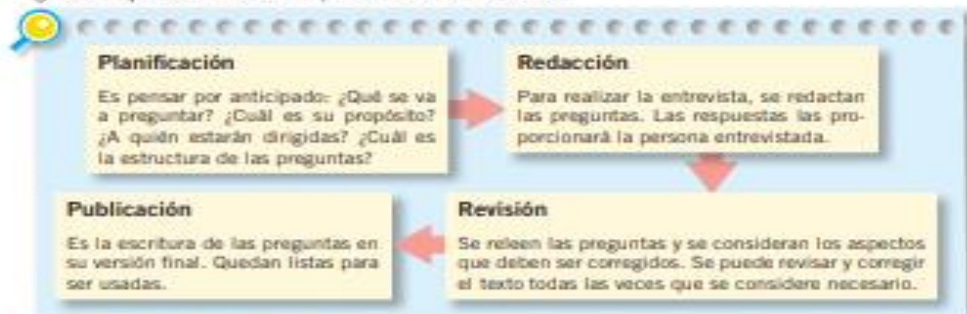 Planificación
Es pensar por anticipado: ¿Qué se va
a preguntar? ¿Cuál es su propósito?
¿A quién estarán dirigidas? ¿Cuál es
la estructura de las preguntas?
Redacción
Para realizar la entrevista, se redactan
las preguntas. Las respuestas las pro-
porcionará la persona entrevistada.
Revisión
Se releen las preguntas y se consideran los aspectos
que deben ser corregidos. Se puede revisar y corregir
el texto todas las veces que se considere necesario.
Publicación
Es la escritura de las preguntas en
su versión final. Quedan listas para
ser usadas.